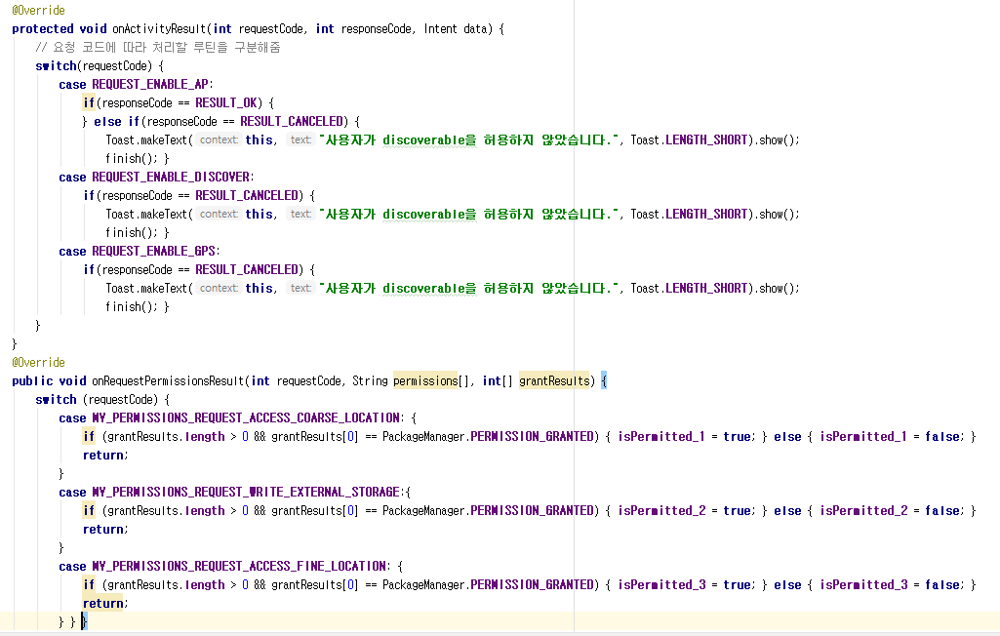 @Override
protected void onActivityResult(int requestCode, int responseCode, Intent data) {
// 요청 코드에 따라 처리할 루틴을 구분해줌
switch(requestCode) {
case REQUEST_ENABLE_AP:
if(responseCode == RESULT_OK) {
} else if(responseCode == RESULT_CANCELED) {
Toast.makeText( context: this, text: "사용자가 discoverable을 허용하지 않았습니다.", Toast.LENGTH_SHORT).show();
finish(); }
case REQUEST_ENABLE_DISCOVER:
if(responseCode == RESULT_CANCELED) {
Toast.makeText( context: this, text: "사용자가 discoverable을 허용하지 않았습니다.", Toast.LENGTH_SHORT).show();
finish(); }
case REQUEST_ENABLE_GPS:
if(responseCode == RESULT_CANCELED) {
Toast.makeText( context: this, text: "사용자가 discoverable을 허용하지 않았습니다.", Toast.LENGTH_SHORT).show();
finish(); }
}
}
@Override
public void onRequestPermissionsResult(int requestCode, String permissions[], int[] grantResults) {
switch (requestCode) {
case MY_PERMISSIONS_REQUEST_ACCESS_COARSE_LOCATION: {
if (grantResults.length > 0 && grantResults[0] == PackageManager.PERMISSION_GRANTED) { isPermitted_1 = true; } else { isPermitted_1 = false; }
return;
}
case MY_PERMISSIONS_REQUEST_WRITE_EXTERNAL_STORAGE:{
if (grantResults.length > 0 && grantResults[0] == PackageManager.PERMISSION_GRANTED) { isPermitted_2 = true; } else { isPermitted_2 = false; }
return;
}
case MY_PERMISSIONS_REQUEST_ACCESS_FINE_LOCATION: {
if (grantResults.length > 0 && grantResults[0] == PackageManager.PERMISSION_GRANTED) { isPermitted_3 = true; } else { isPermitted_3 = false; }
return;
} } }